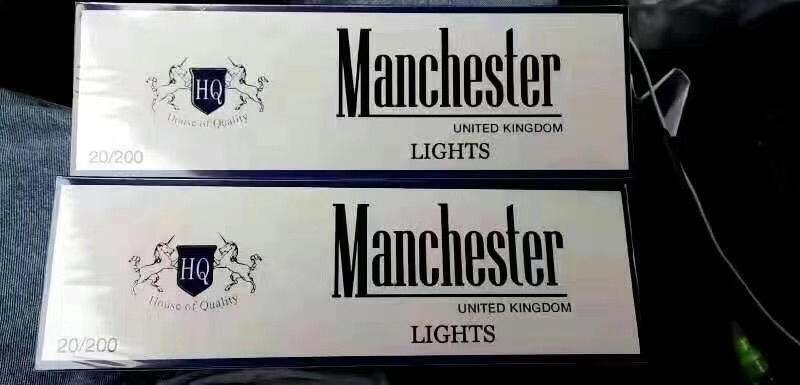 HQ
House of Quality
Manchester
UNITED KINGDOM
LIGHTS
20/200
HQ
House of Quality
Manchester
UNITED KINGDOM
LIGHTS
20/200